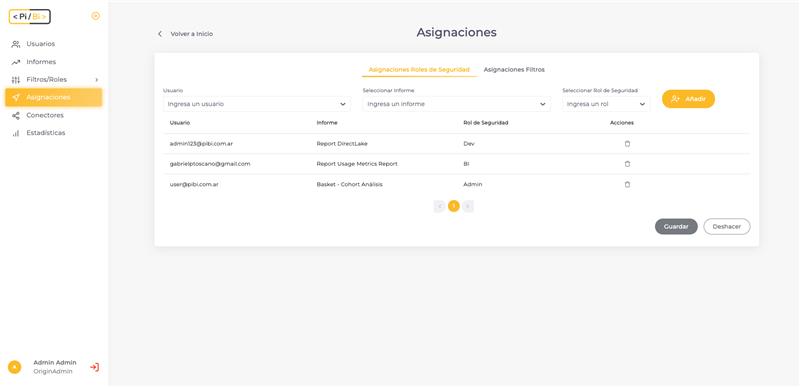 < Pi / Bi >
Usuarios
Informes
Filtros/Roles
Asignaciones
Conectores
Estadísticas
Volver a Inicio
Asignaciones
Asignaciones Roles de Seguridad Asignaciones Filtros
Usuario Seleccionar Informe Seleccionar Rol de Seguridad
Ingresa un usuario Ingresa un informe Ingresa un rol Añadir
Usuario Informe Rol de Seguridad Acciones
admin123@pibi.com.ar Report DirectLake Dev
gabrielptoscano@gmail.com Report Usage Metrics Report BI
user@pibi.com.ar Basket - Cohort Análisis Admin
1
Guardar Deshacer
A Admin Admin
OriginAdmin